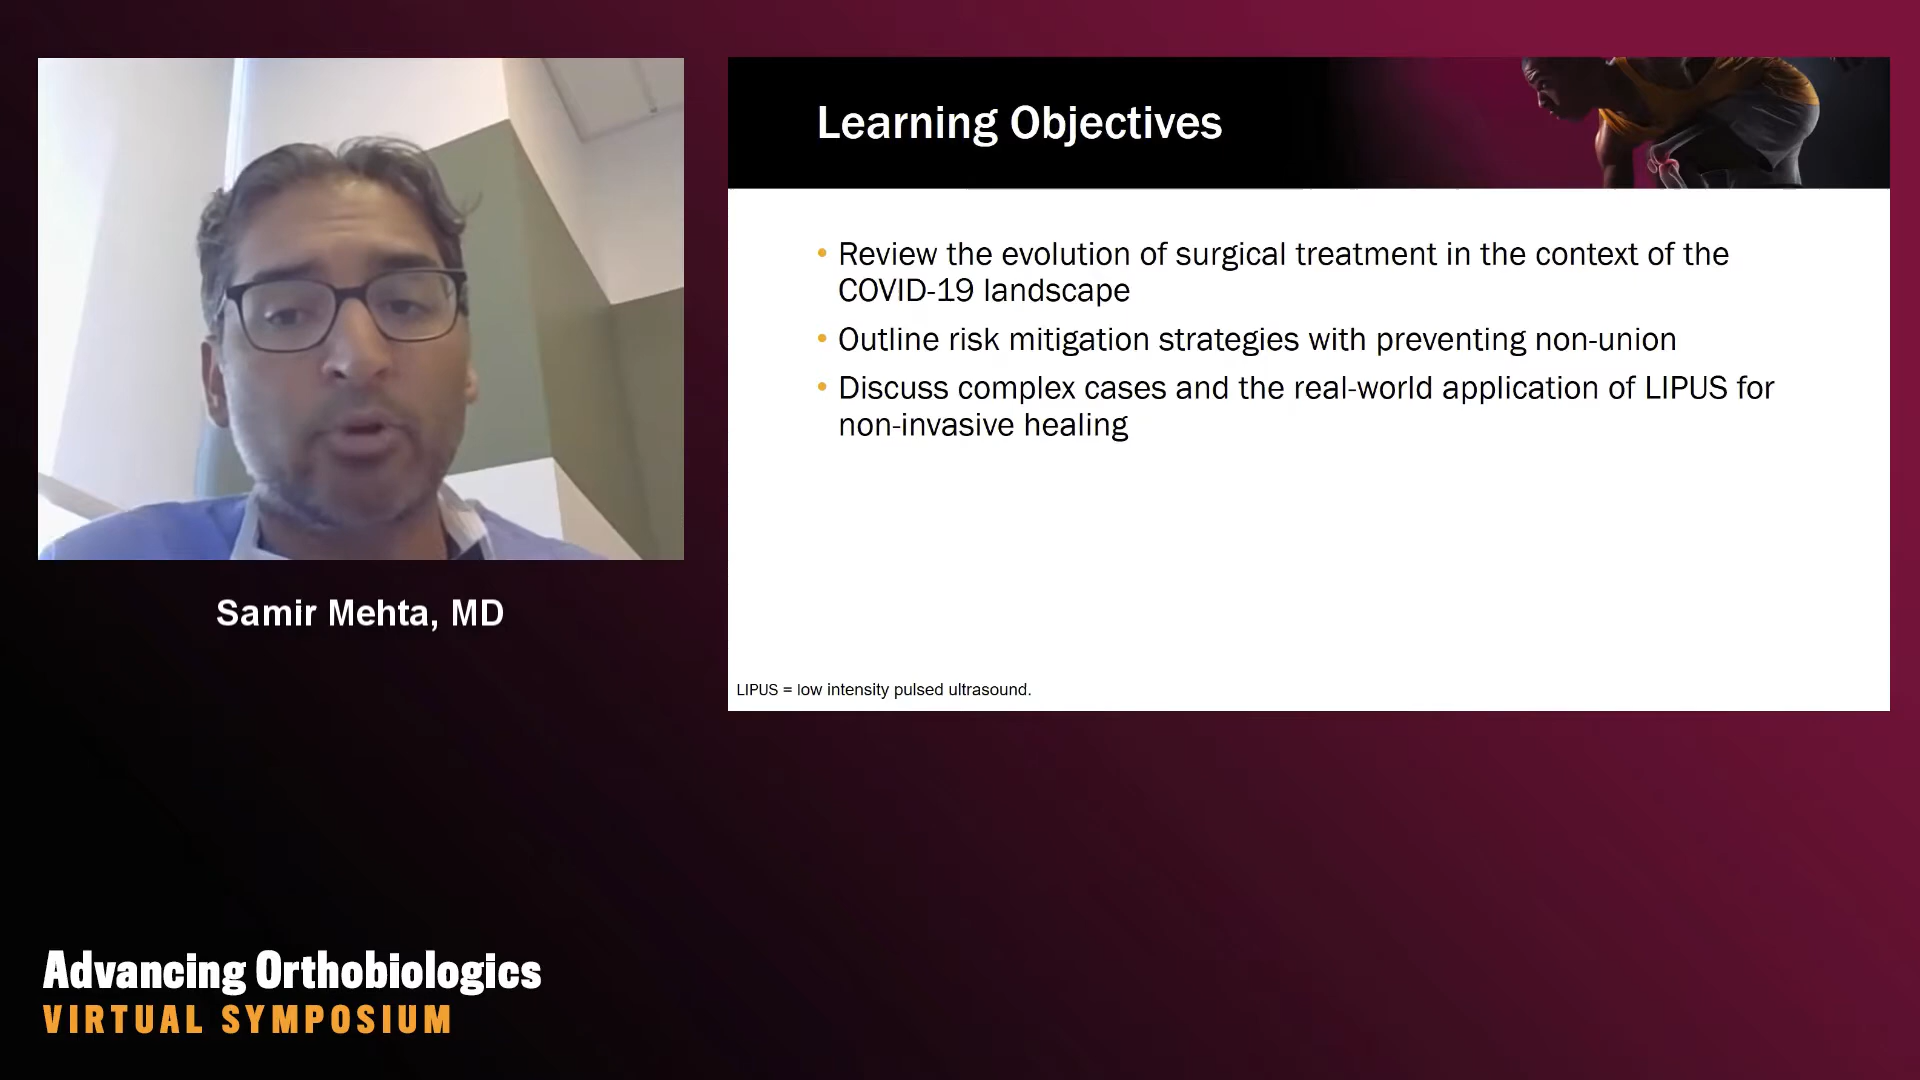 Learning Objectives
• Review the evolution of surgical treatment in the context of the
COVID-19 landscape
• Outline risk mitigation strategies with preventing non-union
• Discuss complex cases and the real-world application of LIPUS for
non-invasive healing
LIPUS = low intensity pulsed ultrasound.
Samir Mehta, MD
Advancing Orthobiologics
VIRTUAL SYMPOSIUM